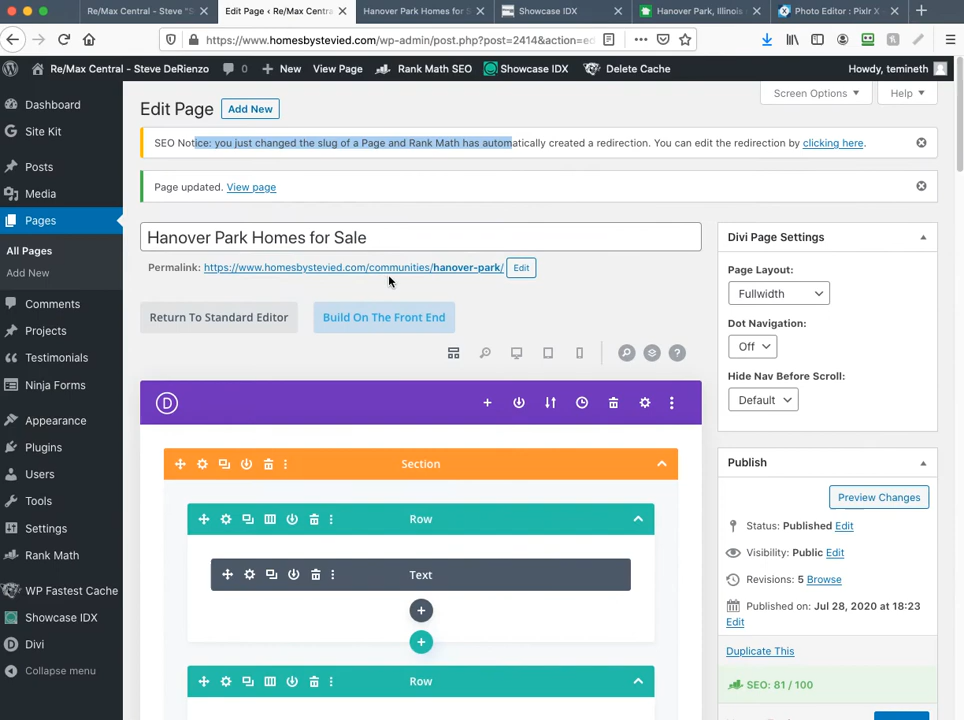 Re/Max Central - Steve "S
Edit Page ‹ Re/Max Centra
Hanover Park Homes for S
Showcase IDX
Hanover Park, Illinois
Photo Editor : Pixlr X
https://www.homesbystevied.com/wp-admin/post.php?post=2414&action=ed
Re/Max Central - Steve DeRienzo
0
New
View Page
Rank Math SEO
Showcase IDX
Delete Cache
Howdy, temineth
Dashboard
Site Kit
Posts
Media
Pages
All Pages
Add New
Comments
Projects
Testimonials
Ninja Forms
Appearance
Plugins
Users
Tools
Settings
Rank Math
WP Fastest Cache
Showcase IDX
Divi
Collapse menu
Screen Options
Help
Edit Page
Add New
SEO Notice: you just changed the slug of a Page and Rank Math has automatically created a redirection. You can edit the redirection by clicking here.
Page updated. View page
Hanover Park Homes for Sale
Permalink: https://www.homesbystevied.com/communities/hanover-park/
Edit
Return To Standard Editor
Build On The Front End
D
Section
Row
Text
Row
Divi Page Settings
Page Layout:
Fullwidth
Dot Navigation:
Off
Hide Nav Before Scroll:
Default
Publish
Preview Changes
Status: Published Edit
Visibility: Public Edit
Revisions: 5 Browse
Published on: Jul 28, 2020 at 18:23
Edit
Duplicate This
SEO: 81 / 100